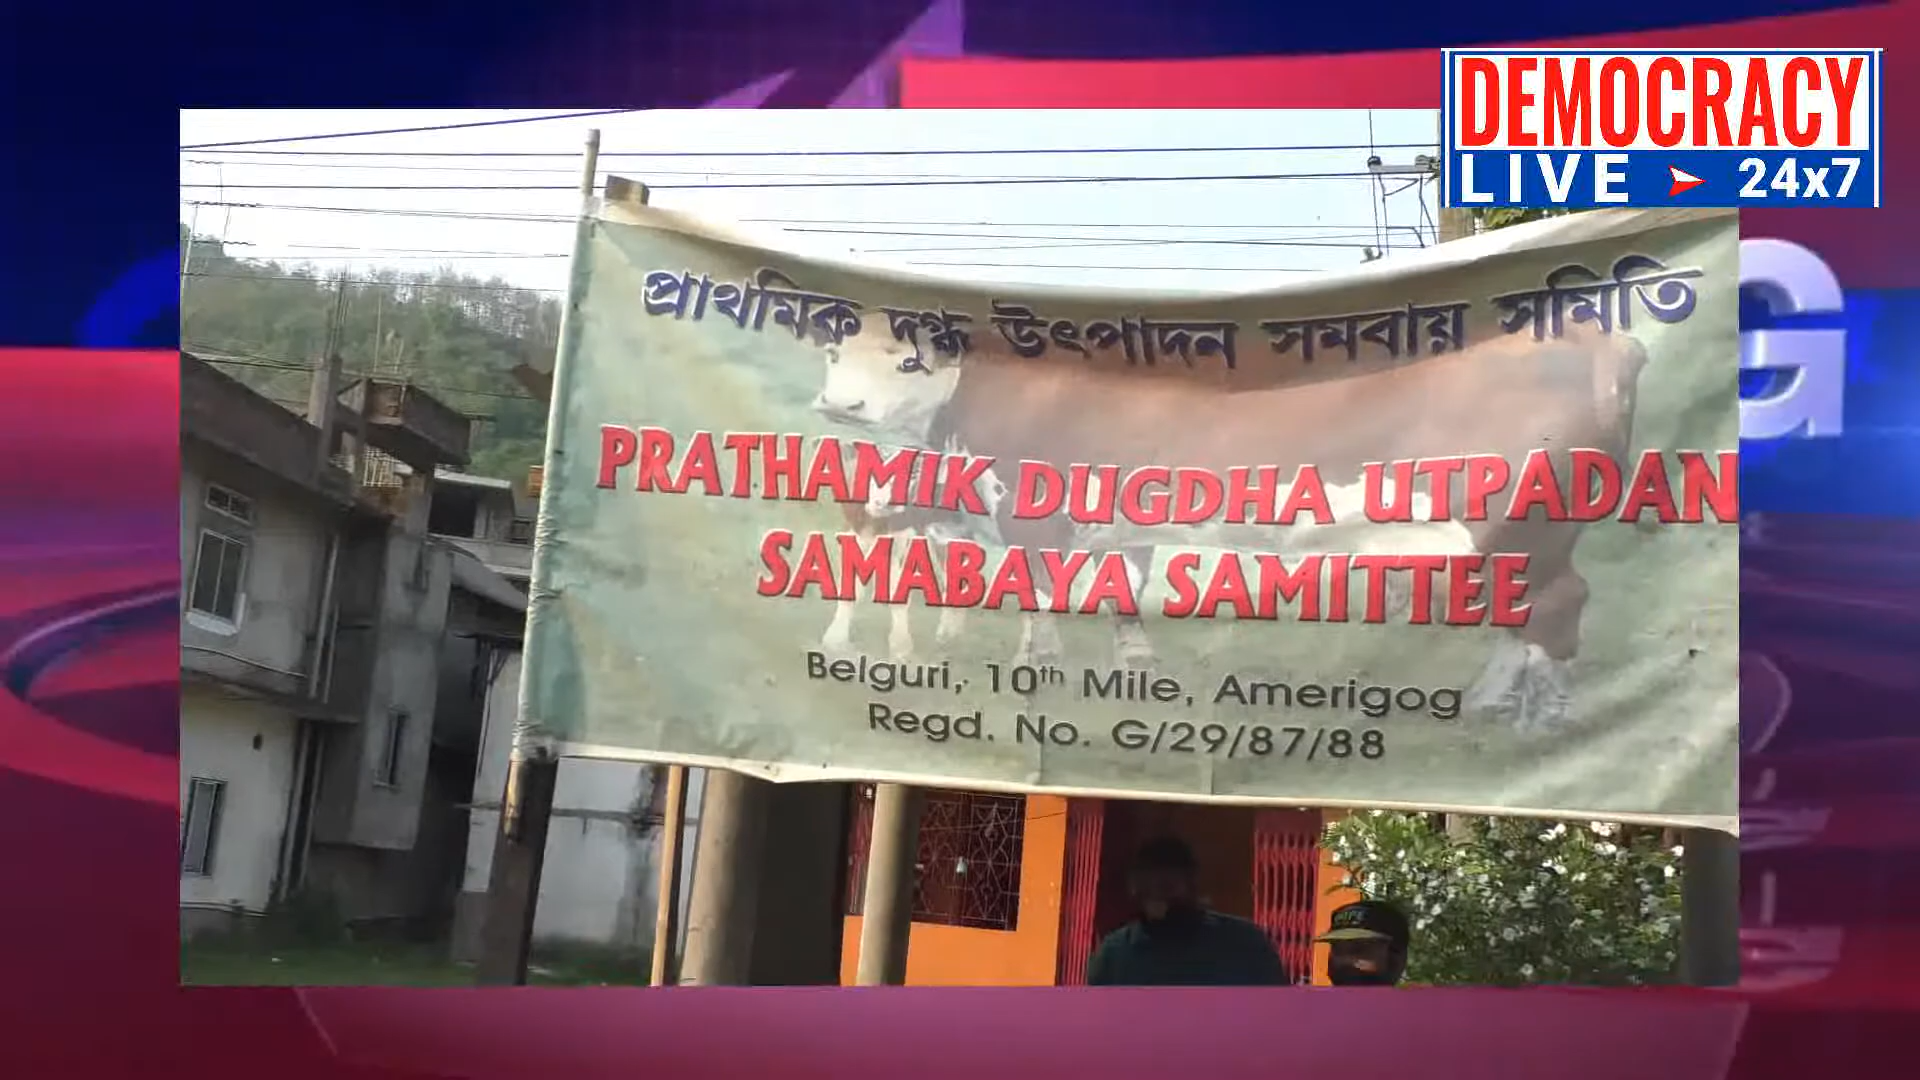 DEMOCRACY
LIVE 24x7
প্ৰাথমিক দুগ্ধ উৎপাদন সমবায় সমিতি
PRATHAMIK DUGDHA UTPADAN
SAMABAYA SAMITTEE
Belguri, 10th Mile, Amerigog
Regd. No. G/29/87/88
G